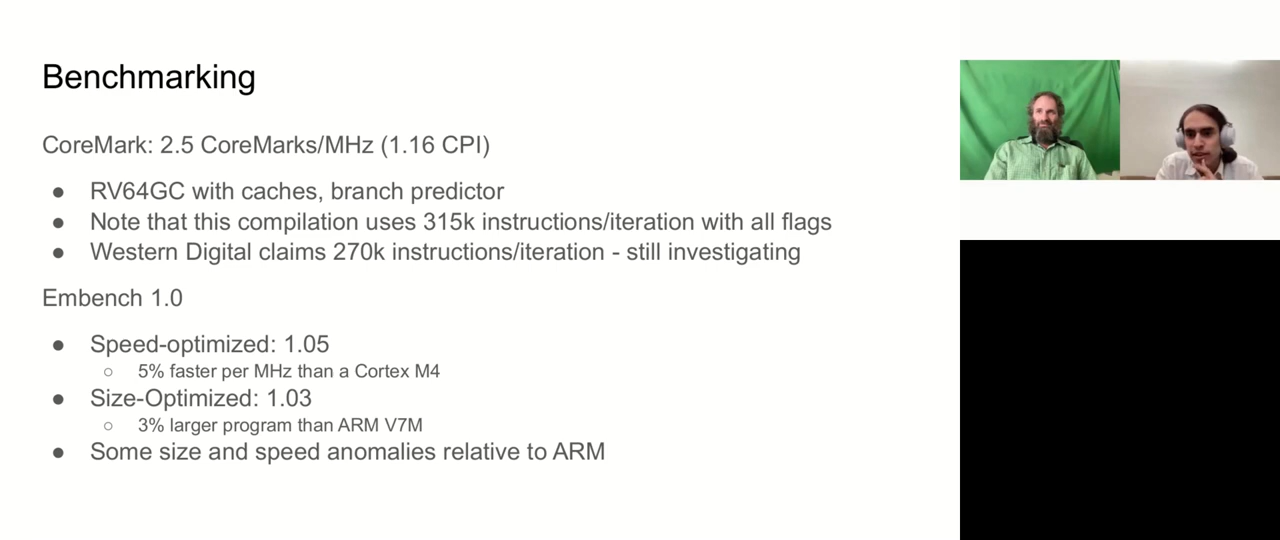 Benchmarking
CoreMark: 2.5 CoreMarks/MHz (1.16 CPI)
● RV64GC with caches, branch predictor
● Note that this compilation uses 315k instructions/iteration with all flags
● Western Digital claims 270k instructions/iteration - still investigating
Embench 1.0
● Speed-optimized: 1.05
○ 5% faster per MHz than a Cortex M4
● Size-Optimized: 1.03
○ 3% larger program than ARM V7M
● Some size and speed anomalies relative to ARM